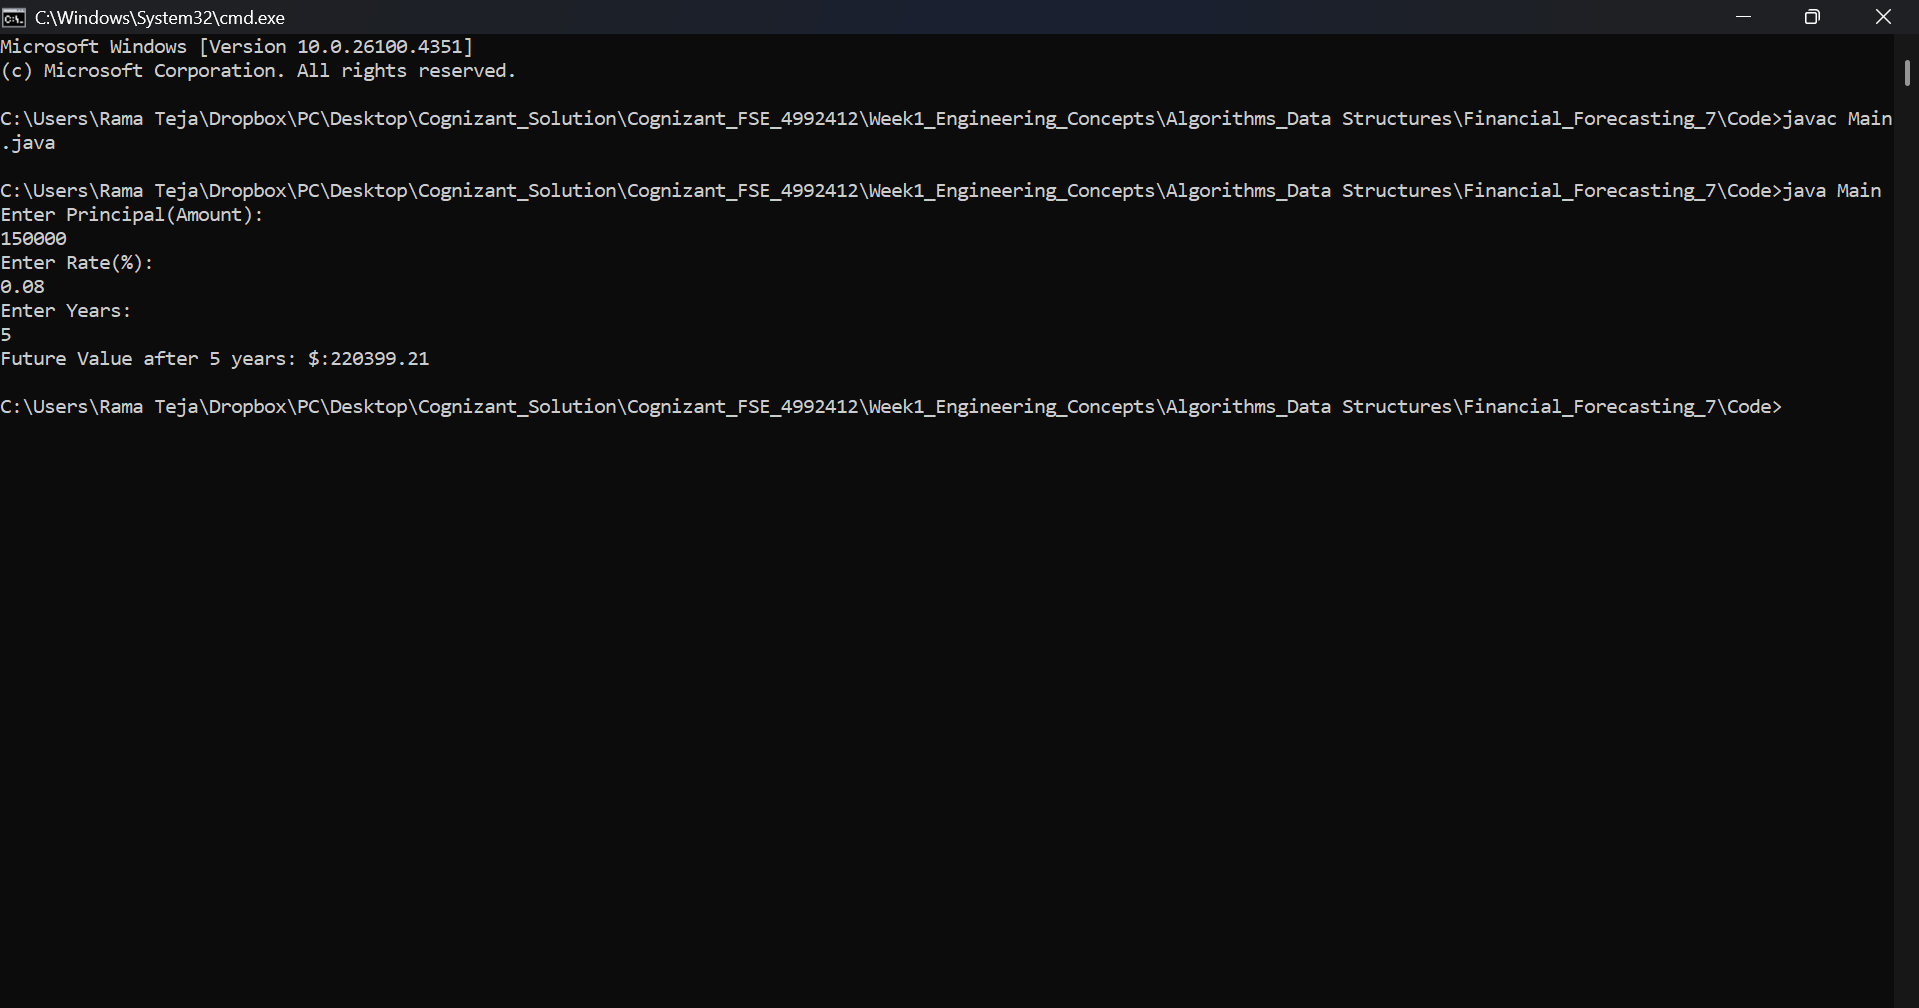 C:\Windows\System32\cmd.exe
Microsoft Windows [Version 10.0.26100.4351]
(c) Microsoft Corporation. All rights reserved.
C:\Users\Rama Teja\Dropbox\PC\Desktop\Cognizant_Solution\Cognizant_FSE_4992412\Week1_Engineering_Concepts\Algorithms_Data Structures\Financial_Forecasting_7\Code>javac Main
.java
C:\Users\Rama Teja\Dropbox\PC\Desktop\Cognizant_Solution\Cognizant_FSE_4992412\Week1_Engineering_Concepts\Algorithms_Data Structures\Financial_Forecasting_7\Code>java Main
Enter Principal(Amount):
150000
Enter Rate(%):
0.08
Enter Years:
5
Future Value after 5 years: $:220399.21
C:\Users\Rama Teja\Dropbox\PC\Desktop\Cognizant_Solution\Cognizant_FSE_4992412\Week1_Engineering_Concepts\Algorithms_Data Structures\Financial_Forecasting_7\Code>